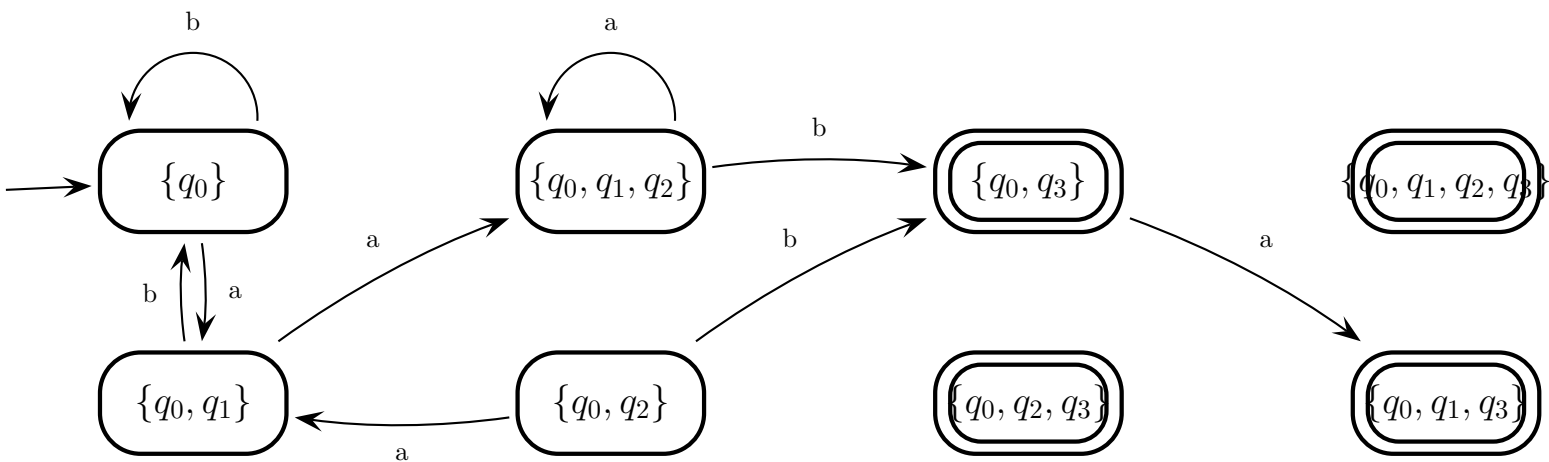 b a
b
{q₀} {q₀, q₁, q₂} {q₀, q₃} {q₀, q₁, q₂, q₃}
a b a
b a
{q₀, q₁} {q₀, q₂} {q₀, q₂, q₃} {q₀, q₁, q₃}
a